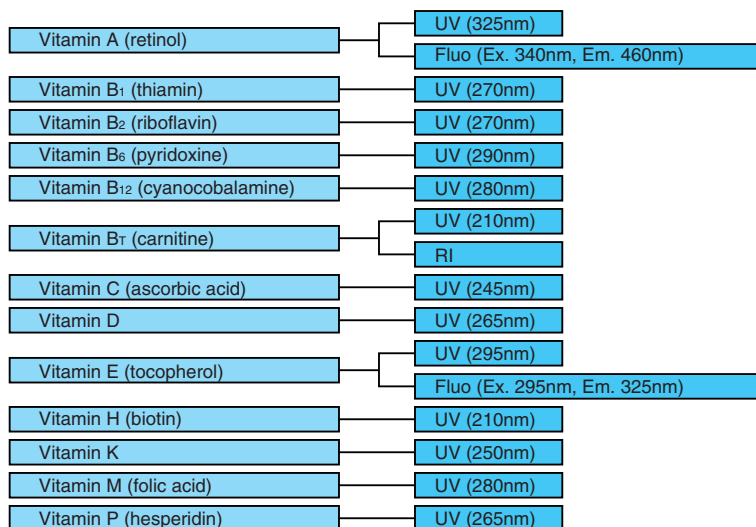 Vitamin A (retinol)
UV (325nm)
Fluo (Ex. 340nm, Em. 460nm)
Vitamin B₁ (thiamin)
UV (270nm)
Vitamin B₂ (riboflavin)
UV (270nm)
Vitamin B₆ (pyridoxine)
UV (290nm)
Vitamin B₁₂ (cyanocobalamine)
UV (280nm)
Vitamin Bᴛ (carnitine)
UV (210nm)
RI
Vitamin C (ascorbic acid)
UV (245nm)
Vitamin D
UV (265nm)
Vitamin E (tocopherol)
UV (295nm)
Fluo (Ex. 295nm, Em. 325nm)
Vitamin H (biotin)
UV (210nm)
Vitamin K
UV (250nm)
Vitamin M (folic acid)
UV (280nm)
Vitamin P (hesperidin)
UV (265nm)